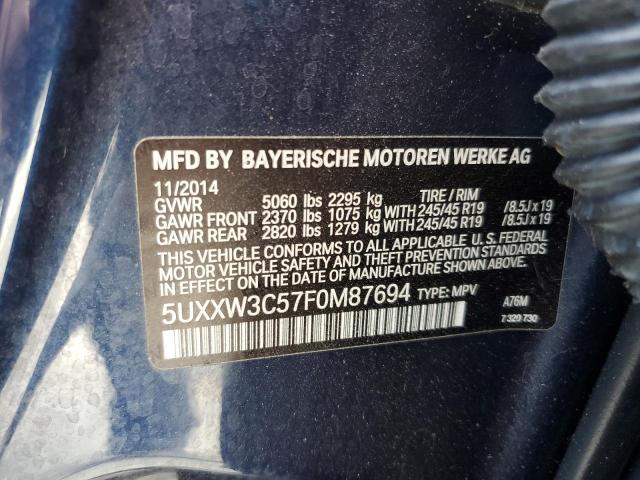 MFD BY BAYERISCHE MOTOREN WERKE AG
11/2014
GVWR 5060 lbs 2295 kg TIRE / RIM
GAWR FRONT 2370 lbs 1075 kg WITH 245/45 R19 /8.5J x 19
GAWR REAR 2820 lbs 1279 kg WITH 245/45 R19 /8.5J x 19
THIS VEHICLE CONFORMS TO ALL APPLICABLE U. S. FEDERAL
MOTOR VEHICLE SAFETY AND THEFT PREVENTION STANDARDS
IN EFFECT ON THE DATE OF MANUFACTURE SHOWN ABOVE.
5UXXW3C57F0M87694 TYPE: MPV A76M
7 320 730